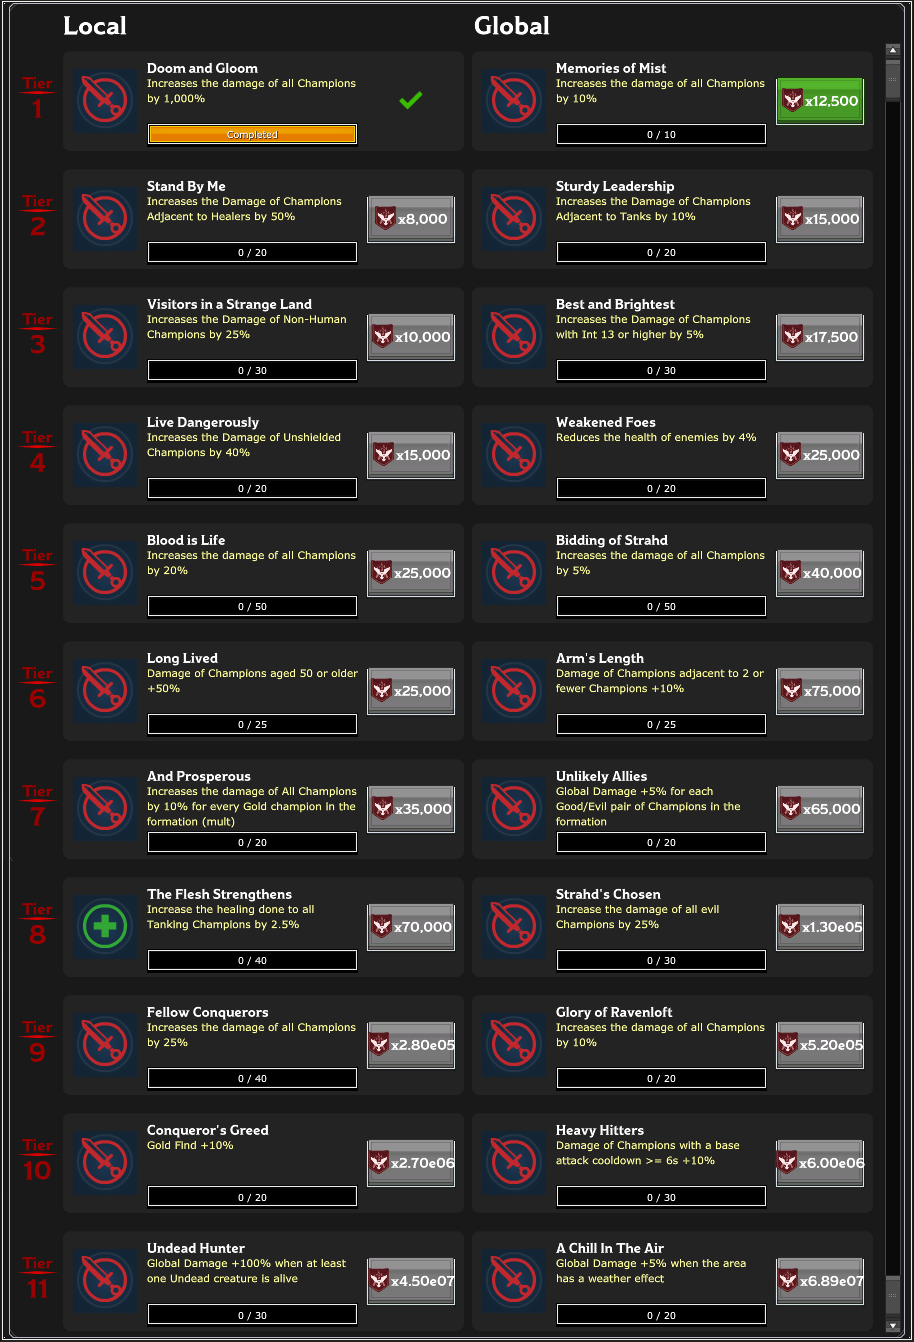 Local
Global
Tier
1
Doom and Gloom
Increases the damage of all Champions
by 1,000%
Completed
Memories of Mist
Increases the damage of all Champions
by 10%
0 / 10
x12,500
Tier
2
Stand By Me
Increases the Damage of Champions
Adjacent to Healers by 50%
0 / 20
x8,000
Sturdy Leadership
Increases the Damage of Champions
Adjacent to Tanks by 10%
0 / 20
x15,000
Tier
3
Visitors in a Strange Land
Increases the Damage of Non-Human
Champions by 25%
0 / 30
x10,000
Best and Brightest
Increases the Damage of Champions
with Int 13 or higher by 5%
0 / 30
x17,500
Tier
4
Live Dangerously
Increases the Damage of Unshielded
Champions by 40%
0 / 20
x15,000
Weakened Foes
Reduces the health of enemies by 4%
0 / 20
x25,000
Tier
5
Blood is Life
Increases the damage of all Champions
by 20%
0 / 50
x25,000
Bidding of Strahd
Increases the damage of all Champions
by 5%
0 / 50
x40,000
Tier
6
Long Lived
Damage of Champions aged 50 or older
+50%
0 / 25
x25,000
Arm's Length
Damage of Champions adjacent to 2 or
fewer Champions +10%
0 / 25
x75,000
Tier
7
And Prosperous
Increases the damage of All Champions
by 10% for every Gold champion in the
formation (mult)
0 / 20
x35,000
Unlikely Allies
Global Damage +5% for each
Good/Evil pair of Champions in the
formation
0 / 20
x65,000
Tier
8
The Flesh Strengthens
Increase the healing done to all
Tanking Champions by 2.5%
0 / 40
x70,000
Strahd's Chosen
Increase the damage of all evil
Champions by 25%
0 / 30
x1.30e05
Tier
9
Fellow Conquerors
Increases the damage of all Champions
by 25%
0 / 40
x2.80e05
Glory of Ravenloft
Increases the damage of all Champions
by 10%
0 / 20
x5.20e05
Tier
10
Conqueror's Greed
Gold Find +10%
0 / 20
x2.70e06
Heavy Hitters
Damage of Champions with a base
attack cooldown >= 6s +10%
0 / 30
x6.00e06
Tier
11
Undead Hunter
Global Damage +100% when at least
one Undead creature is alive
0 / 30
x4.50e07
A Chill In The Air
Global Damage +5% when the area
has a weather effect
0 / 20
x6.89e07